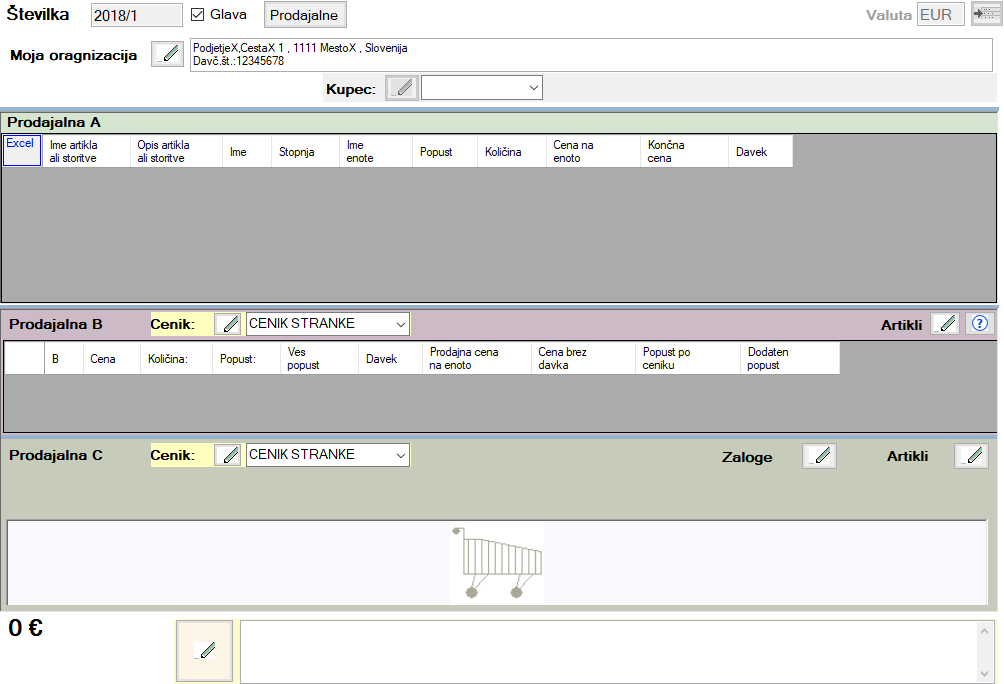 Številka 2018/1 Glava Prodajalne Valuta EUR
Moja oragnizacija PodjetjeX,CestaX 1 , 1111 MestoX , Slovenija
Davč.št.:12345678
Kupec:
Prodajalna A
Excel Ime artikla Opis artikla Ime Stopnja Ime Popust Količina Cena na Končna Davek
ali storitve ali storitve enote enoto cena
Prodajalna B Cenik: CENIK STRANKE Artikli ?
B Cena Količina: Popust: Ves Davek Prodajna cena Cena brez Popust po Dodaten
popust na enoto davka ceniku popust
Prodajalna C Cenik: CENIK STRANKE Zaloge Artikli
0 €